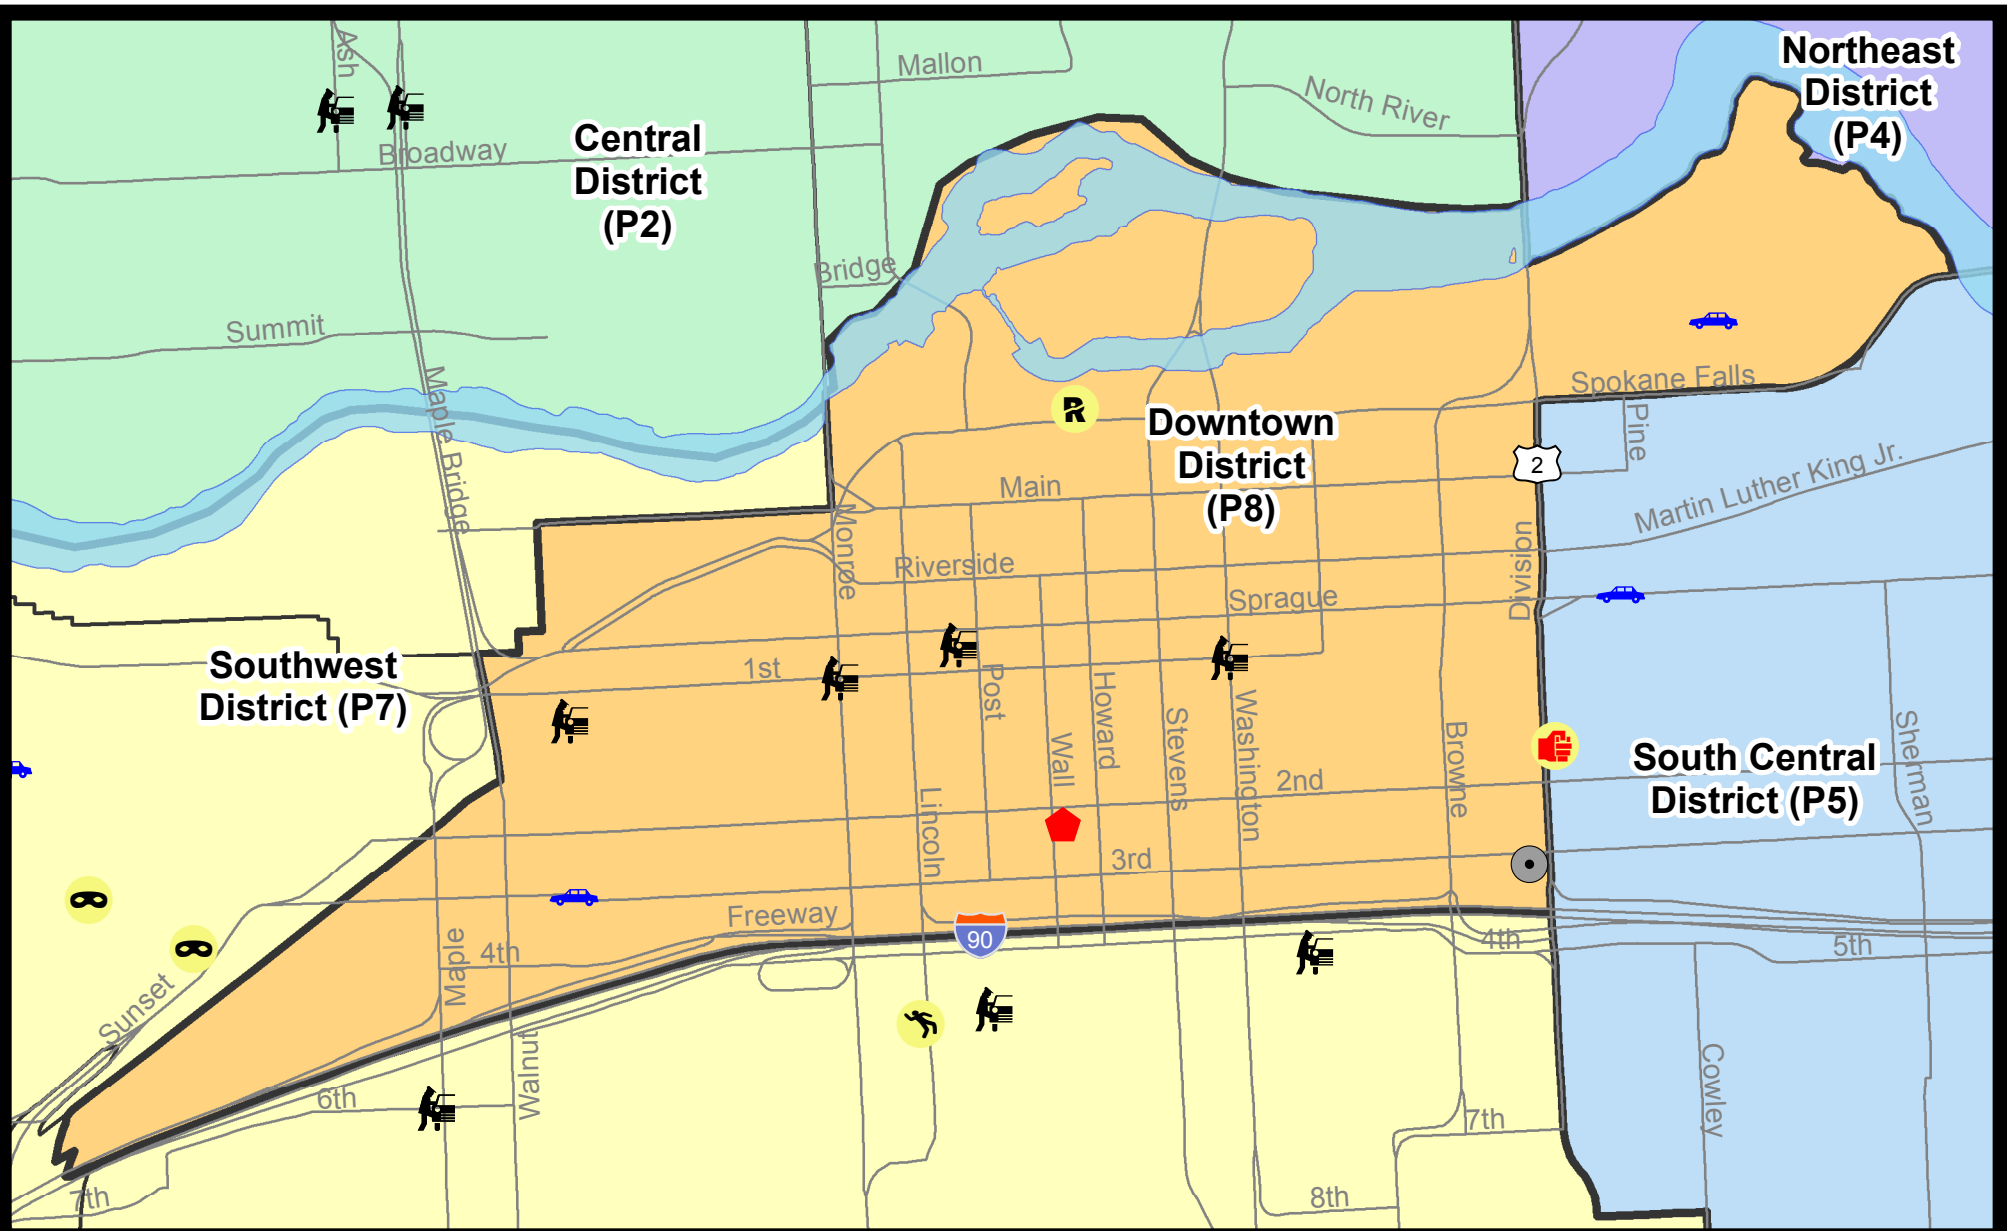 Ash
Mallon
North River
Northeast
District
(P4)
Central
District
(P2)
Broadway
Bridge
Summit
Maple Bridge
Spokane Falls
Pine
R
Downtown
District
(P8)
2
Main
Martin Luther King Jr.
Monroe
Riverside
Division
Sprague
Southwest
District (P7)
1st
Post
Howard
Wall
Stevens
Washington
Browne
Sherman
South Central
District (P5)
2nd
Lincoln
3rd
Freeway
90
4th
4th
5th
Maple
Sunset
Walnut
6th
Cowley
7th
7th
8th